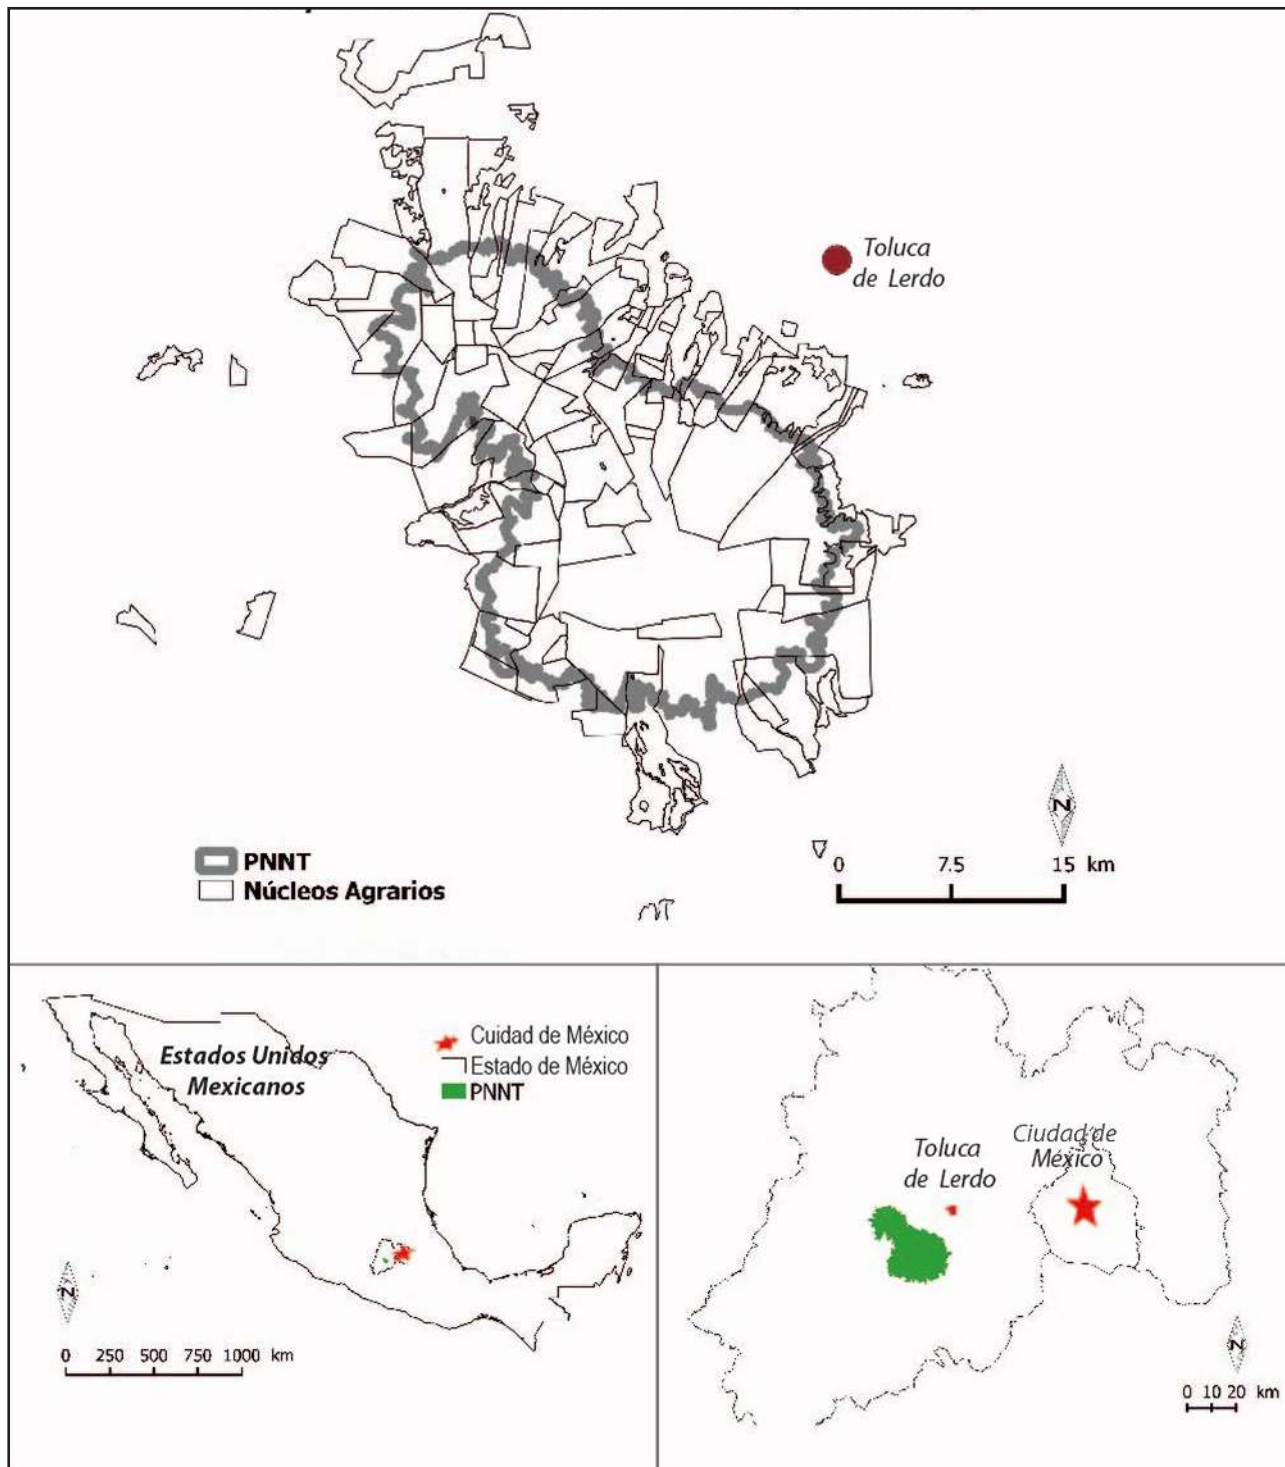 Toluca
de Lerdo
N
PNNT
Núcleos Agrarios
0 7.5 15 km
Estados Unidos
Mexicanos
Cuidad de México
Estado de México
PNNT
N
0 250 500 750 1000 km
Toluca
de Lerdo
Ciudad de
México
N
0 10 20 km